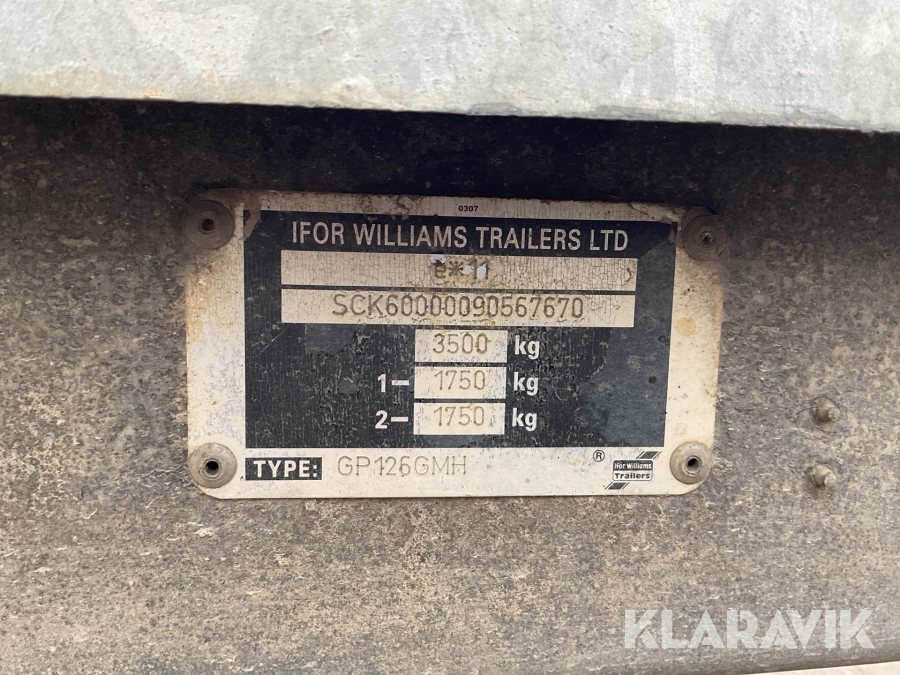 0307
IFOR WILLIAMS TRAILERS LTD
e*11
SCK60000090567670
3500 kg
1- 1750 kg
2- 1750 kg
TYPE: GP126GMH
®
Ifor Williams
Trailers
KLARAVIK